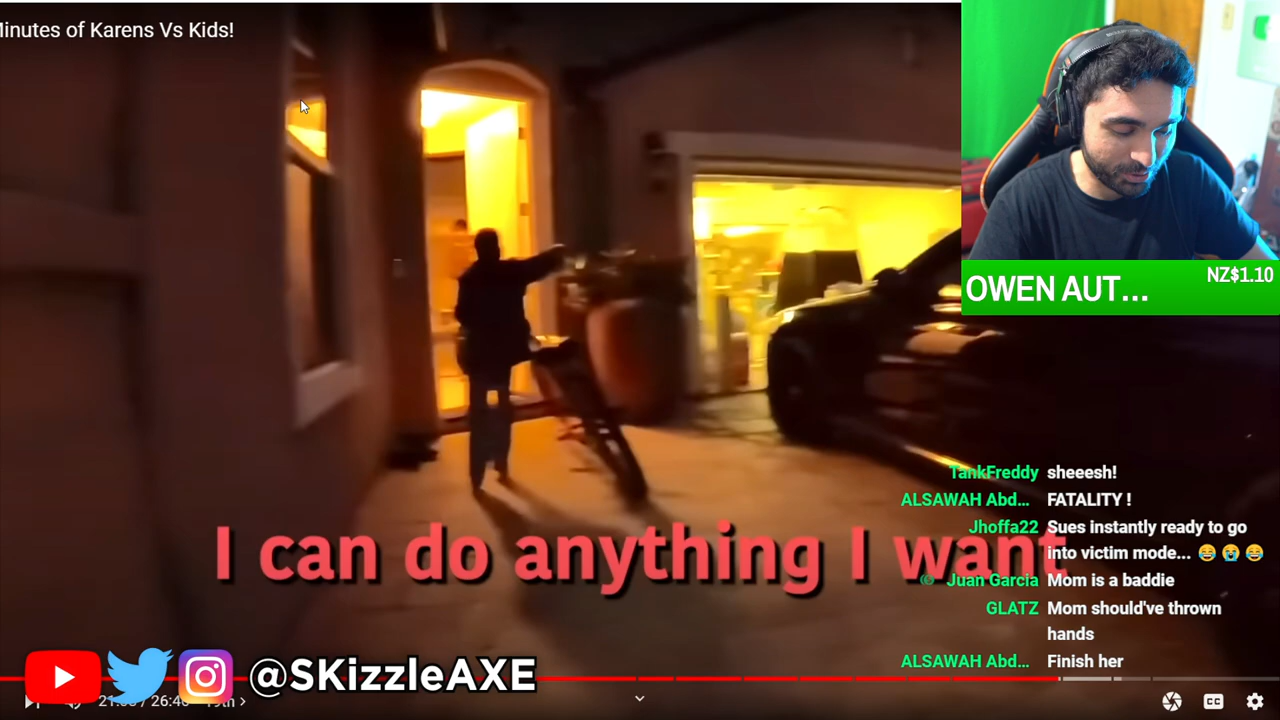 Minutes of Karens Vs Kids!
OWEN AUT...
NZ$1.10
TankFreddy sheeesh!
ALSAWAH Abd... FATALITY !
Jhoffa22 Sues instantly ready to go
into victim mode... 😂 😭 😂
Juan Garcia Mom is a baddie
GLATZ Mom should've thrown
hands
ALSAWAH Abd... Finish her
I can do anything I want
@SKizzleAXE